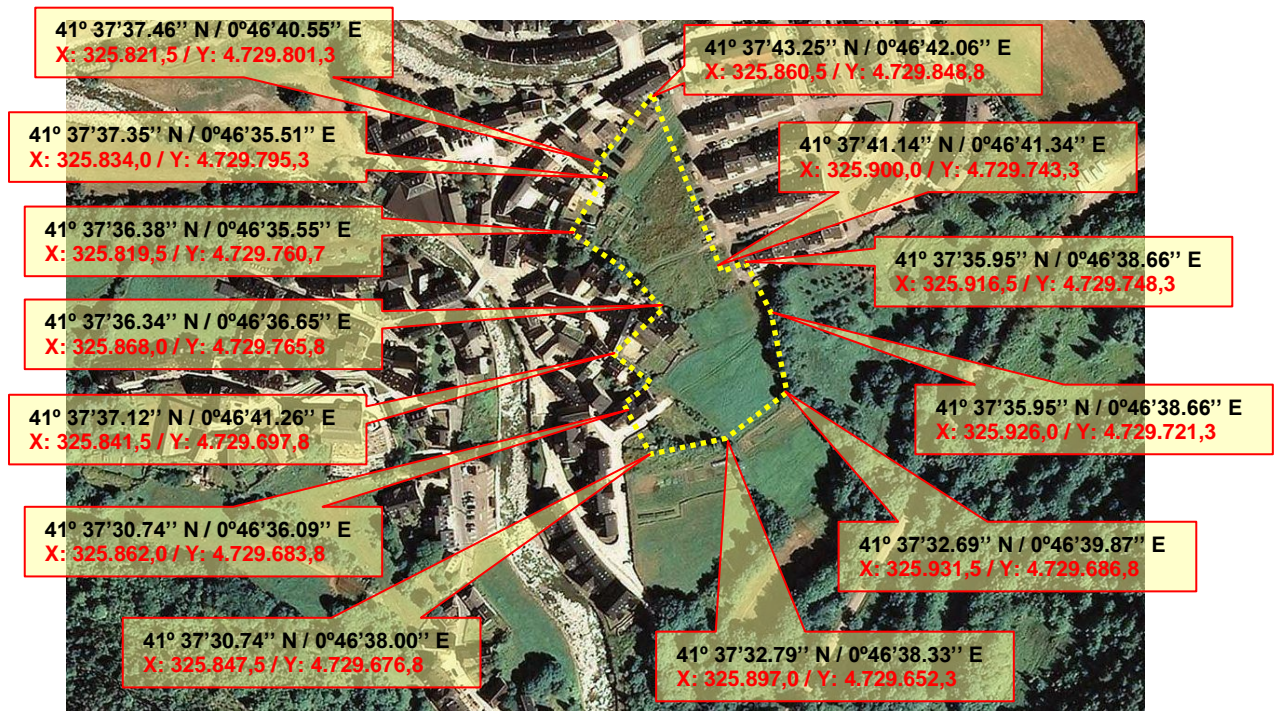 41º 37'37.46'' N / 0º46'40.55'' E
X: 325.821,5 / Y: 4.729.801,3
41º 37'43.25'' N / 0º46'42.06'' E
X: 325.860,5 / Y: 4.729.848,8
41º 37'37.35'' N / 0º46'35.51'' E
X: 325.834,0 / Y: 4.729.795,3
41º 37'41.14'' N / 0º46'41.34'' E
X: 325.900,0 / Y: 4.729.743,3
41º 37'36.38'' N / 0º46'35.55'' E
X: 325.819,5 / Y: 4.729.760,7
41º 37'35.95'' N / 0º46'38.66'' E
X: 325.916,5 / Y: 4.729.748,3
41º 37'36.34'' N / 0º46'36.65'' E
X: 325.868,0 / Y: 4.729.765,8
41º 37'37.12'' N / 0º46'41.26'' E
X: 325.841,5 / Y: 4.729.697,8
41º 37'35.95'' N / 0º46'38.66'' E
X: 325.926,0 / Y: 4.729.721,3
41º 37'30.74'' N / 0º46'36.09'' E
X: 325.862,0 / Y: 4.729.683,8
41º 37'32.69'' N / 0º46'39.87'' E
X: 325.931,5 / Y: 4.729.686,8
41º 37'30.74'' N / 0º46'38.00'' E
X: 325.847,5 / Y: 4.729.676,8
41º 37'32.79'' N / 0º46'38.33'' E
X: 325.897,0 / Y: 4.729.652,3